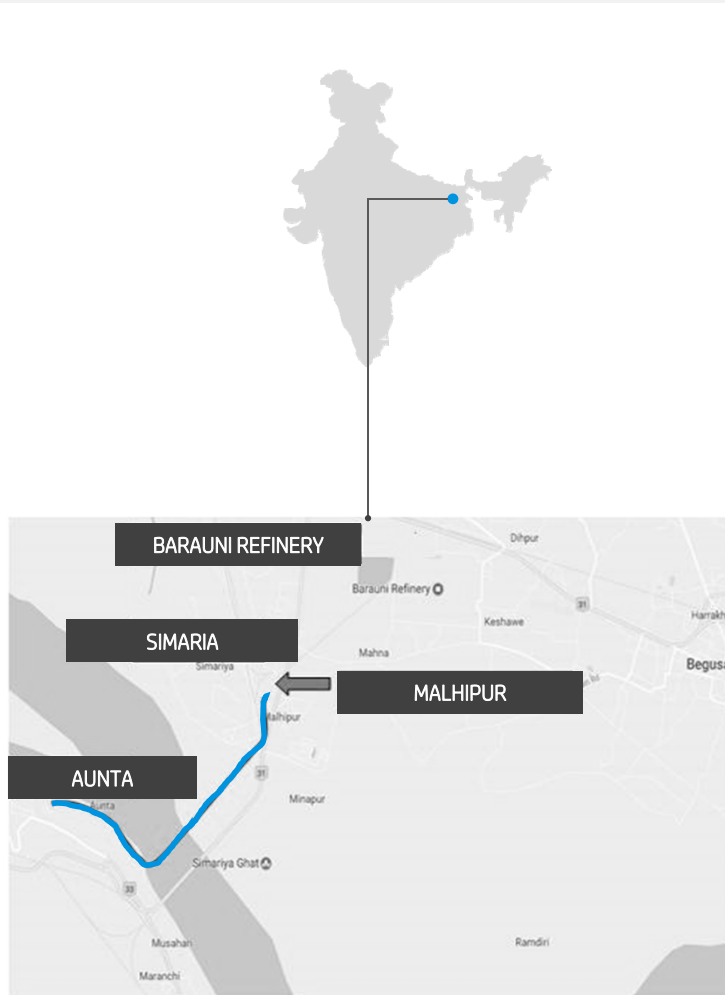 BARAUNI REFINERY
Dihpur
Barauni Refinery
31
Keshawe
Harrakh
SIMARIA
Simariya
Mahna
Begusa
MALHIPUR
Malhipur
AUNTA
Aunta
31
Minapur
Simariya Ghat
33
Musahari
Ramdiri
Maranchi